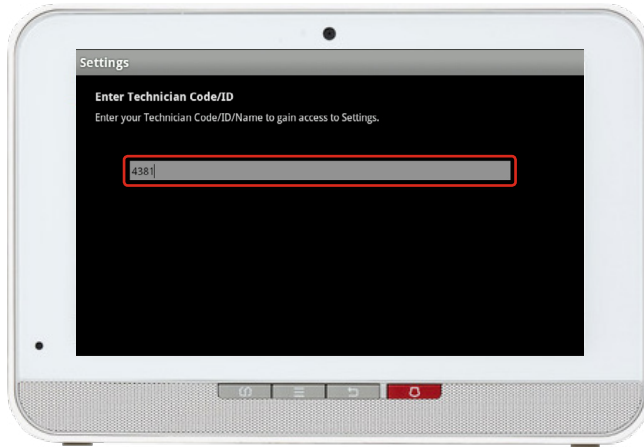 Settings
Enter Technician Code/ID
Enter your Technician Code/ID/Name to gain access to Settings.
4381